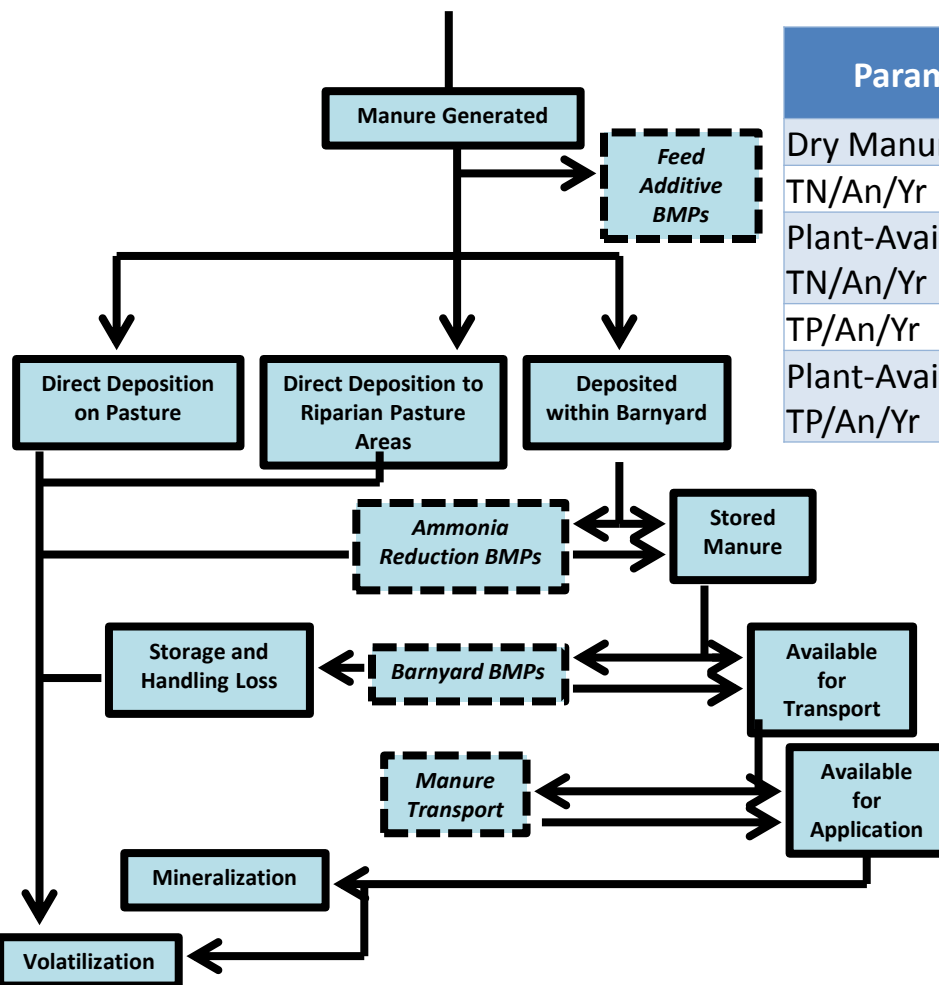 Manure Generated
Feed
Additive
BMPs
Direct Deposition
on Pasture
Direct Deposition to
Riparian Pasture
Areas
Deposited
within Barnyard
Ammonia
Reduction BMPs
Stored
Manure
Storage and
Handling Loss
Barnyard BMPs
Available
for
Transport
Manure
Transport
Available
for
Application
Mineralization
Volatilization
Param
Dry Manu
TN/An/Yr
Plant-Avai
TN/An/Yr
TP/An/Yr
Plant-Avai
TP/An/Yr